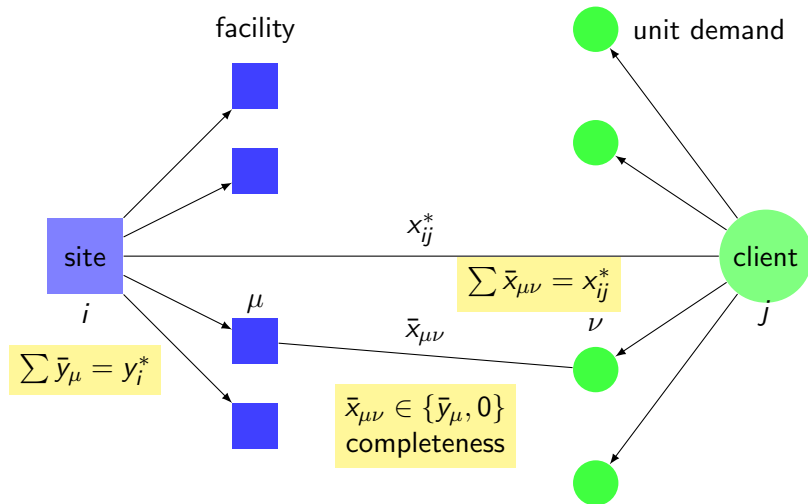 facility
unit demand
x*ij
site
client
∑ x̄μν = x*ij
i
μ
j
x̄μν
ν
∑ ȳμ = y*i
x̄μν ∈ {ȳμ, 0}
completeness